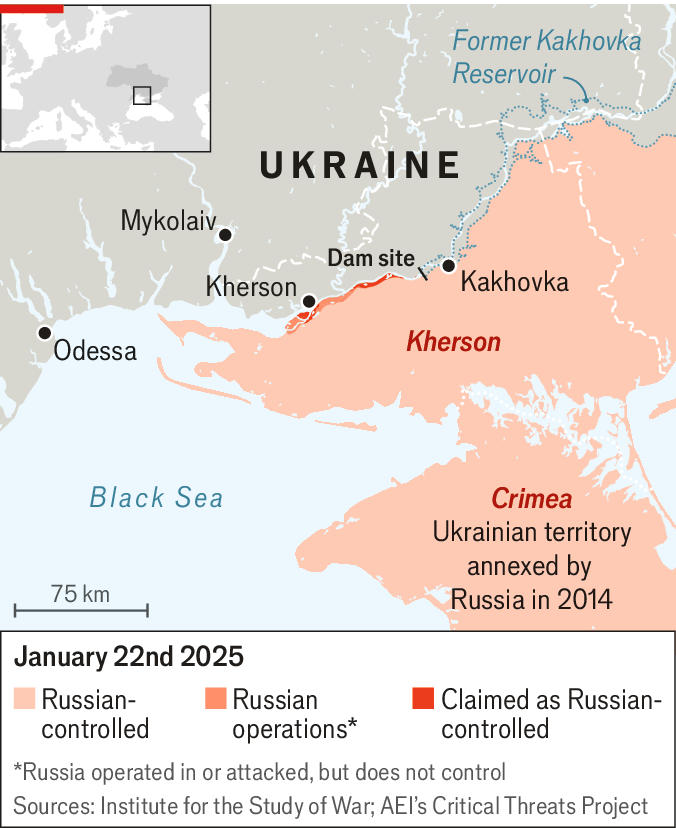 Former Kakhovka
Reservoir
UKRAINE
Mykolaiv
Dam site
Kherson
Kakhovka
Odessa
Kherson
Black Sea
Crimea
Ukrainian territory
annexed by
Russia in 2014
75 km
January 22nd 2025
Russian-
controlled
Russian
operations*
Claimed as Russian-
controlled
*Russia operated in or attacked, but does not control
Sources: Institute for the Study of War; AEI’s Critical Threats Project